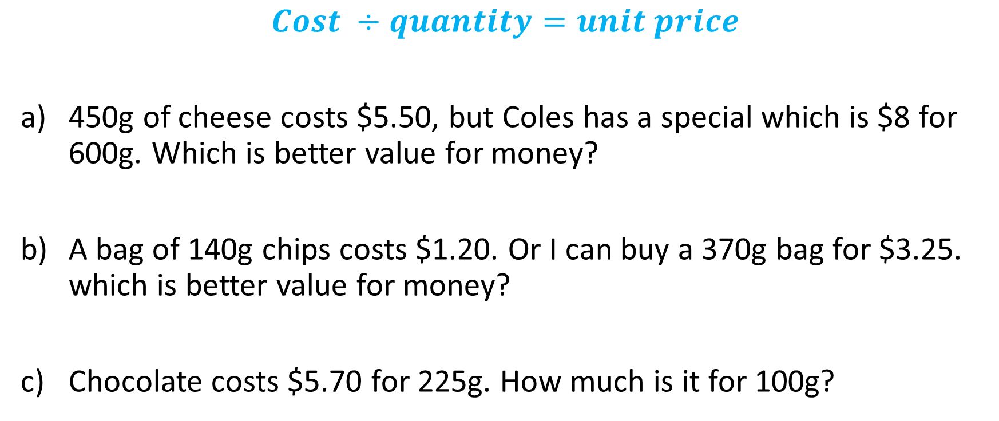 Cost ÷ quantity = unit price
a) 450g of cheese costs $5.50, but Coles has a special which is $8 for
600g. Which is better value for money?
b) A bag of 140g chips costs $1.20. Or I can buy a 370g bag for $3.25.
which is better value for money?
c) Chocolate costs $5.70 for 225g. How much is it for 100g?